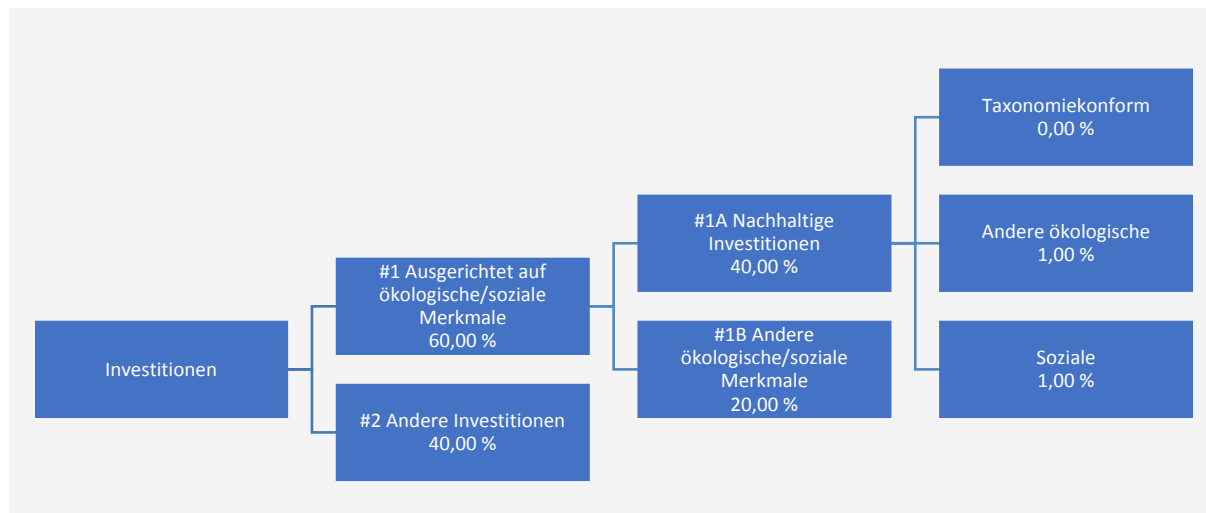 Investitionen
#1 Ausgerichtet auf
ökologische/soziale
Merkmale
60,00 %
#2 Andere Investitionen
40,00 %
#1A Nachhaltige
Investitionen
40,00 %
#1B Andere
ökologische/soziale
Merkmale
20,00 %
Taxonomiekonform
0,00 %
Andere ökologische
1,00 %
Soziale
1,00 %